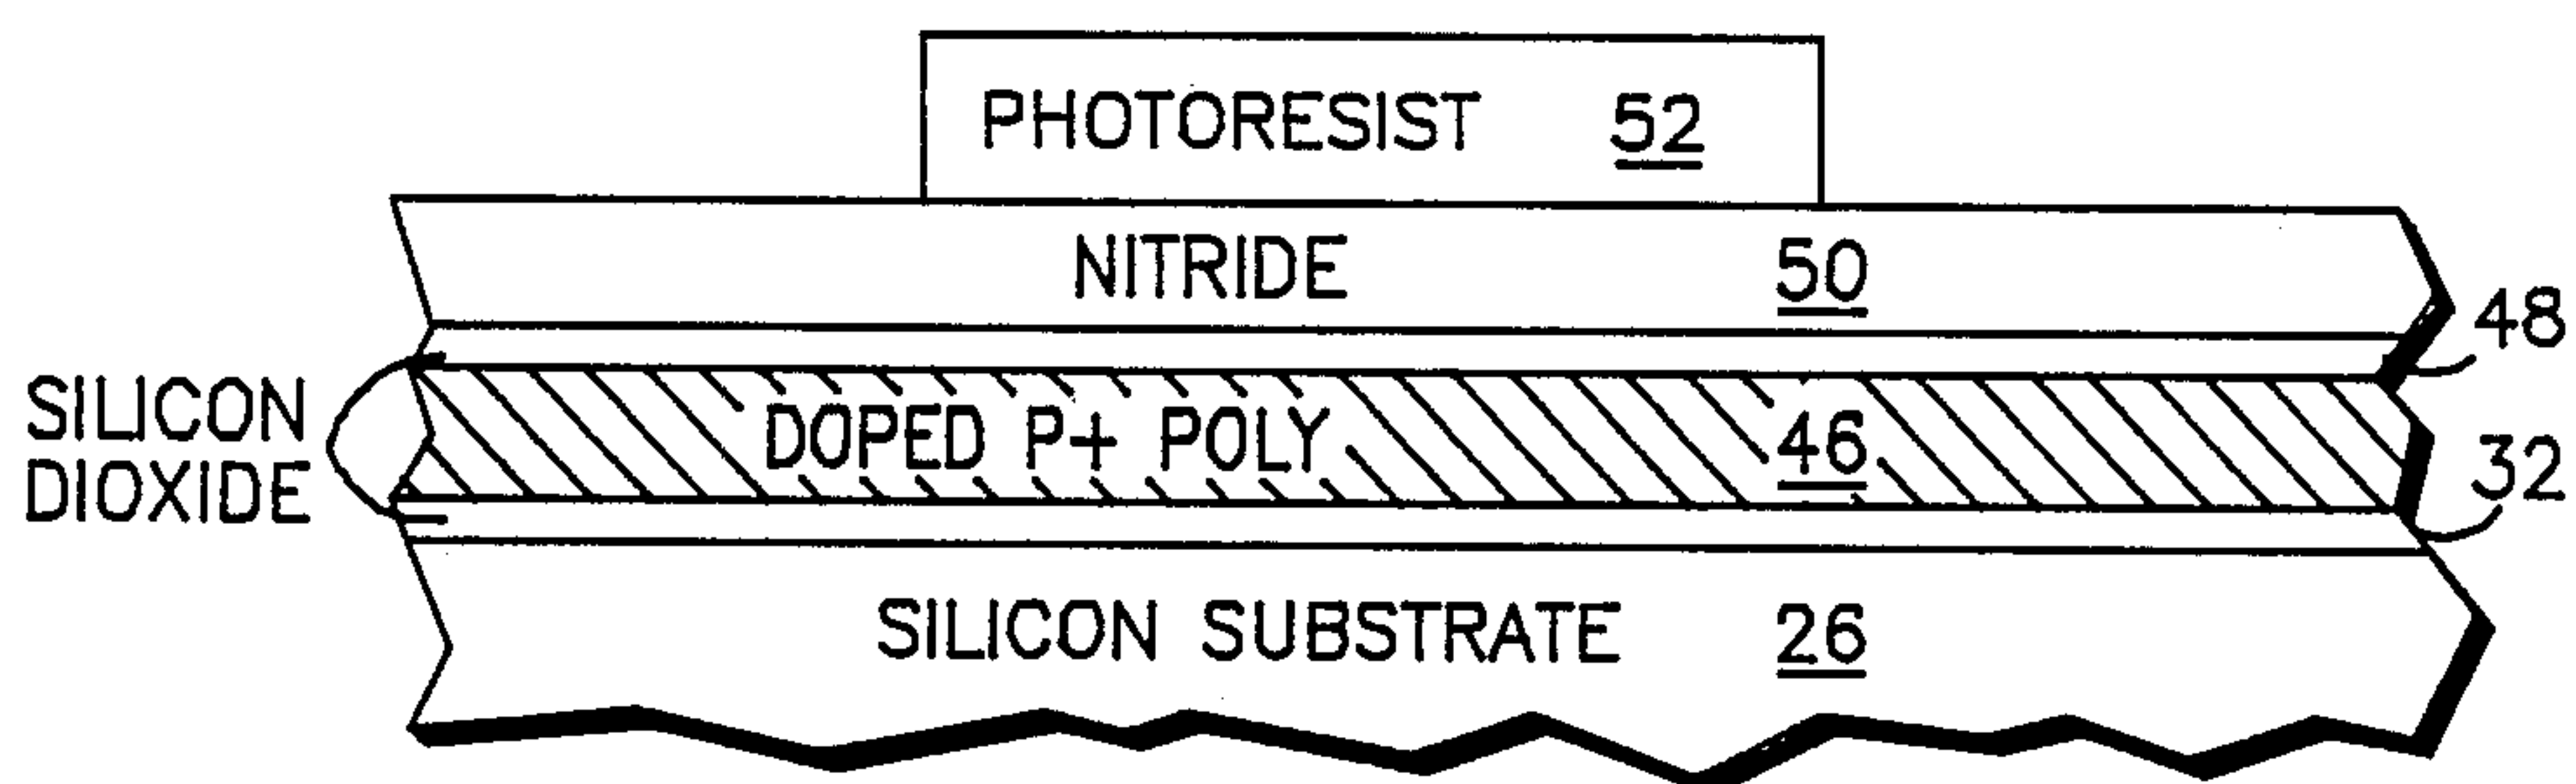 PHOTORESIST 52
NITRIDE 50
48
SILICON
DIOXIDE
DOPED P+ POLY 46
32
SILICON SUBSTRATE 26